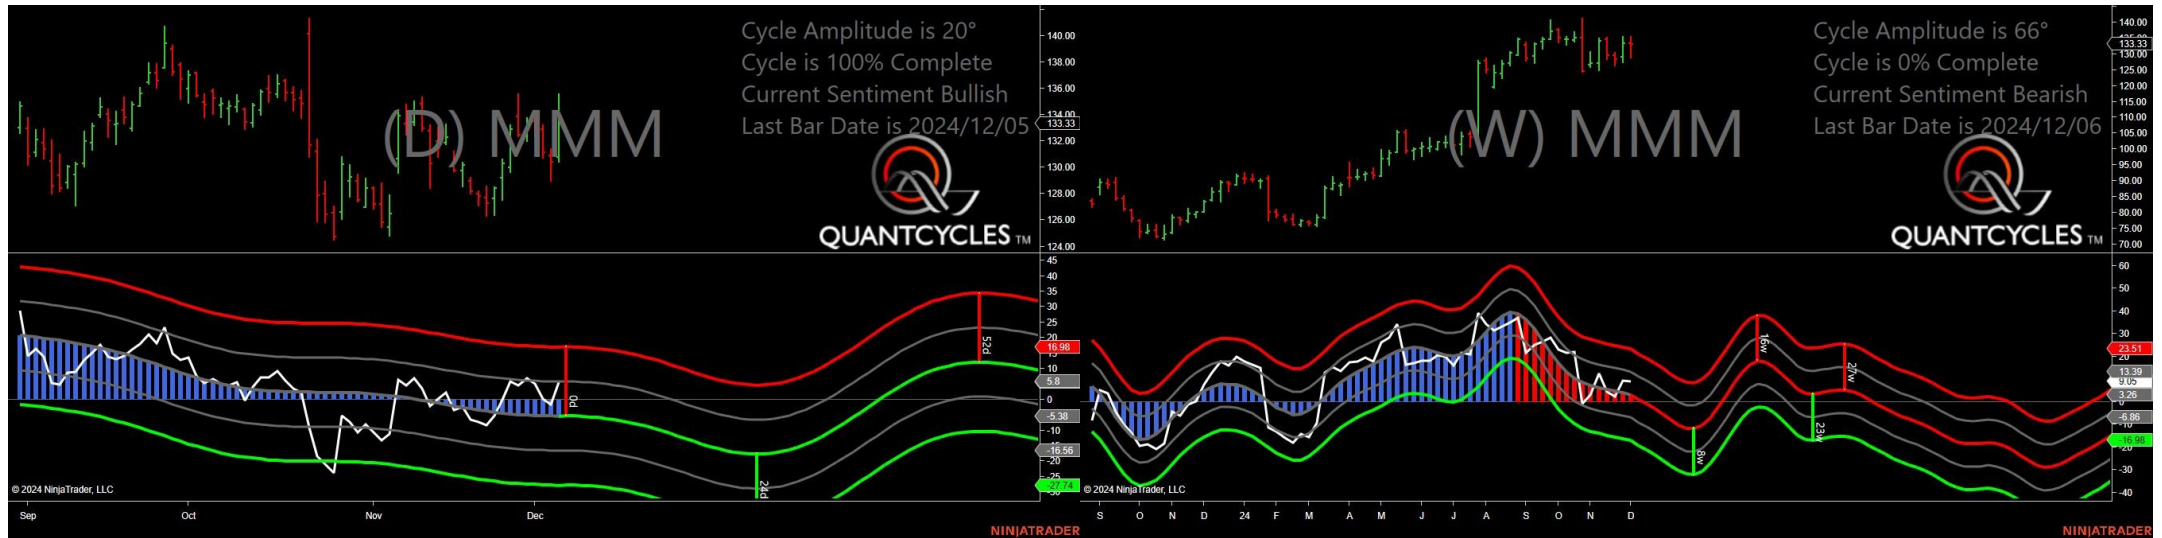 Cycle Amplitude is 20°
Cycle is 100% Complete
Current Sentiment Bullish
Last Bar Date is 2024/12/05
(D) MMM
QUANTCYCLES TM
140.00
138.00
136.00
134.00
133.33
132.00
130.00
128.00
126.00
124.00
45
40
35
30
25
20
16.98
10
5.8
0
-5.38
-10
-16.56
-20
-25
-27.74
0d
24d
52d
© 2024 NinjaTrader, LLC
Sep Oct Nov Dec
NINJATRADER
Cycle Amplitude is 66°
Cycle is 0% Complete
Current Sentiment Bearish
Last Bar Date is 2024/12/06
(W) MMM
QUANTCYCLES TM
140.00
133.33
130.00
125.00
120.00
115.00
110.00
105.00
100.00
95.00
90.00
85.00
80.00
75.00
70.00
60
50
40
30
23.51
20
13.39
9.05
3.26
-6.86
-16.98
-30
-40
8w
16w
23w
27w
© 2024 NinjaTrader, LLC
S O N D 24 F M A M J J A S O N D
NINJATRADER